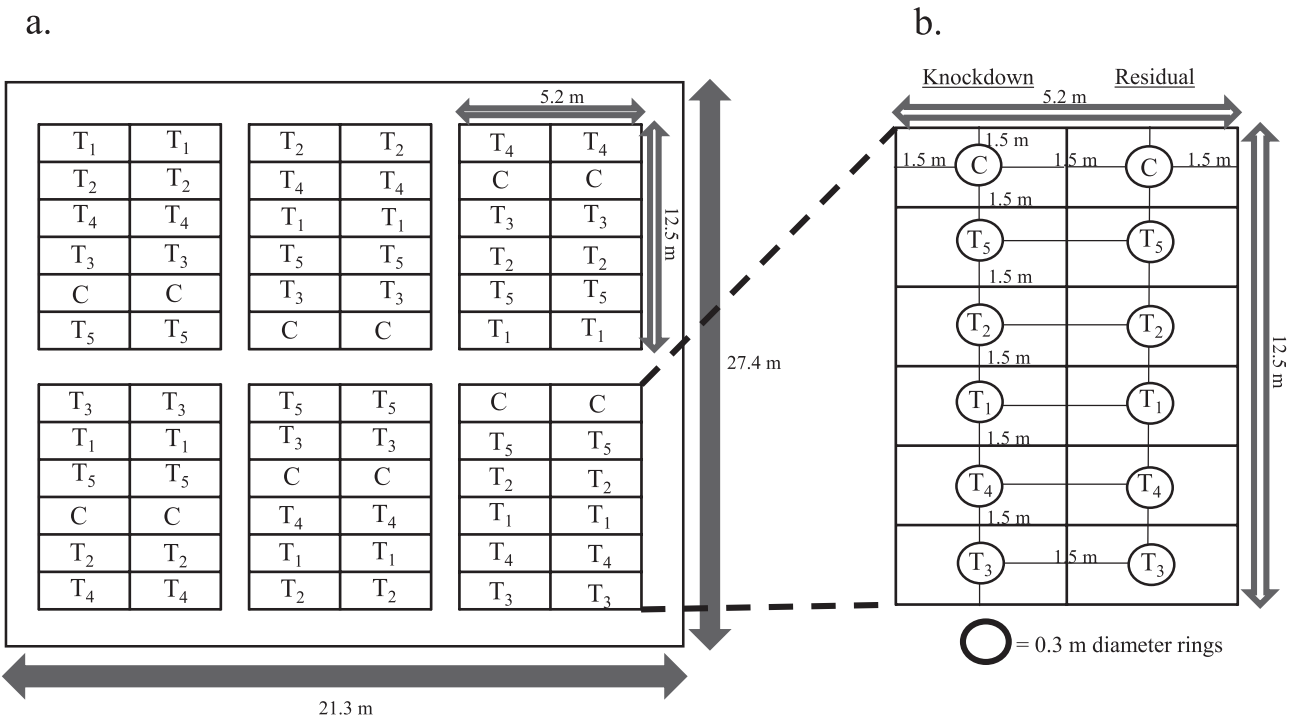 a.
5.2 m
T1 T1 T2 T2 T4 T4
T2 T2 T4 T4 C C
T4 T4 T1 T1 T3 T3
T3 T3 T5 T5 T2 T2
C C T3 T3 T5 T5
T5 T5 C C T1 T1
12.5 m
27.4 m
T3 T3 T5 T5 C C
T1 T1 T3 T3 T5 T5
T5 T5 C C T2 T2
C C T4 T4 T1 T1
T2 T2 T1 T1 T4 T4
T4 T4 T2 T2 T3 T3
21.3 m
b.
Knockdown Residual
5.2 m
1.5 m
1.5 m C 1.5 m C 1.5 m
1.5 m
T5 T5
1.5 m
T2 T2
1.5 m
T1 T1
1.5 m
T4 T4
1.5 m
T3 1.5 m T3
12.5 m
= 0.3 m diameter rings